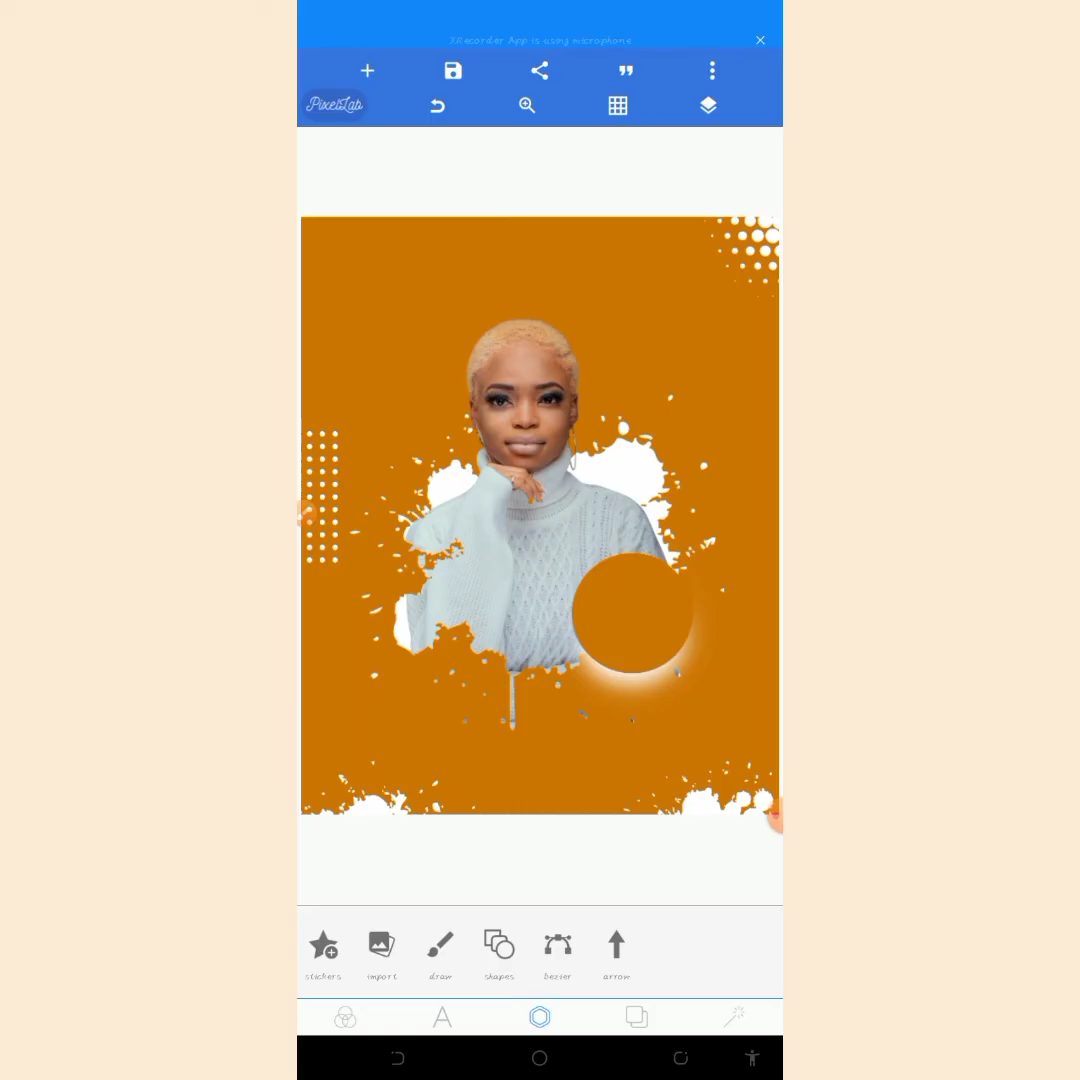 XRecorder App is using microphone
PixelLab
stickers import draw shapes bezier arrow